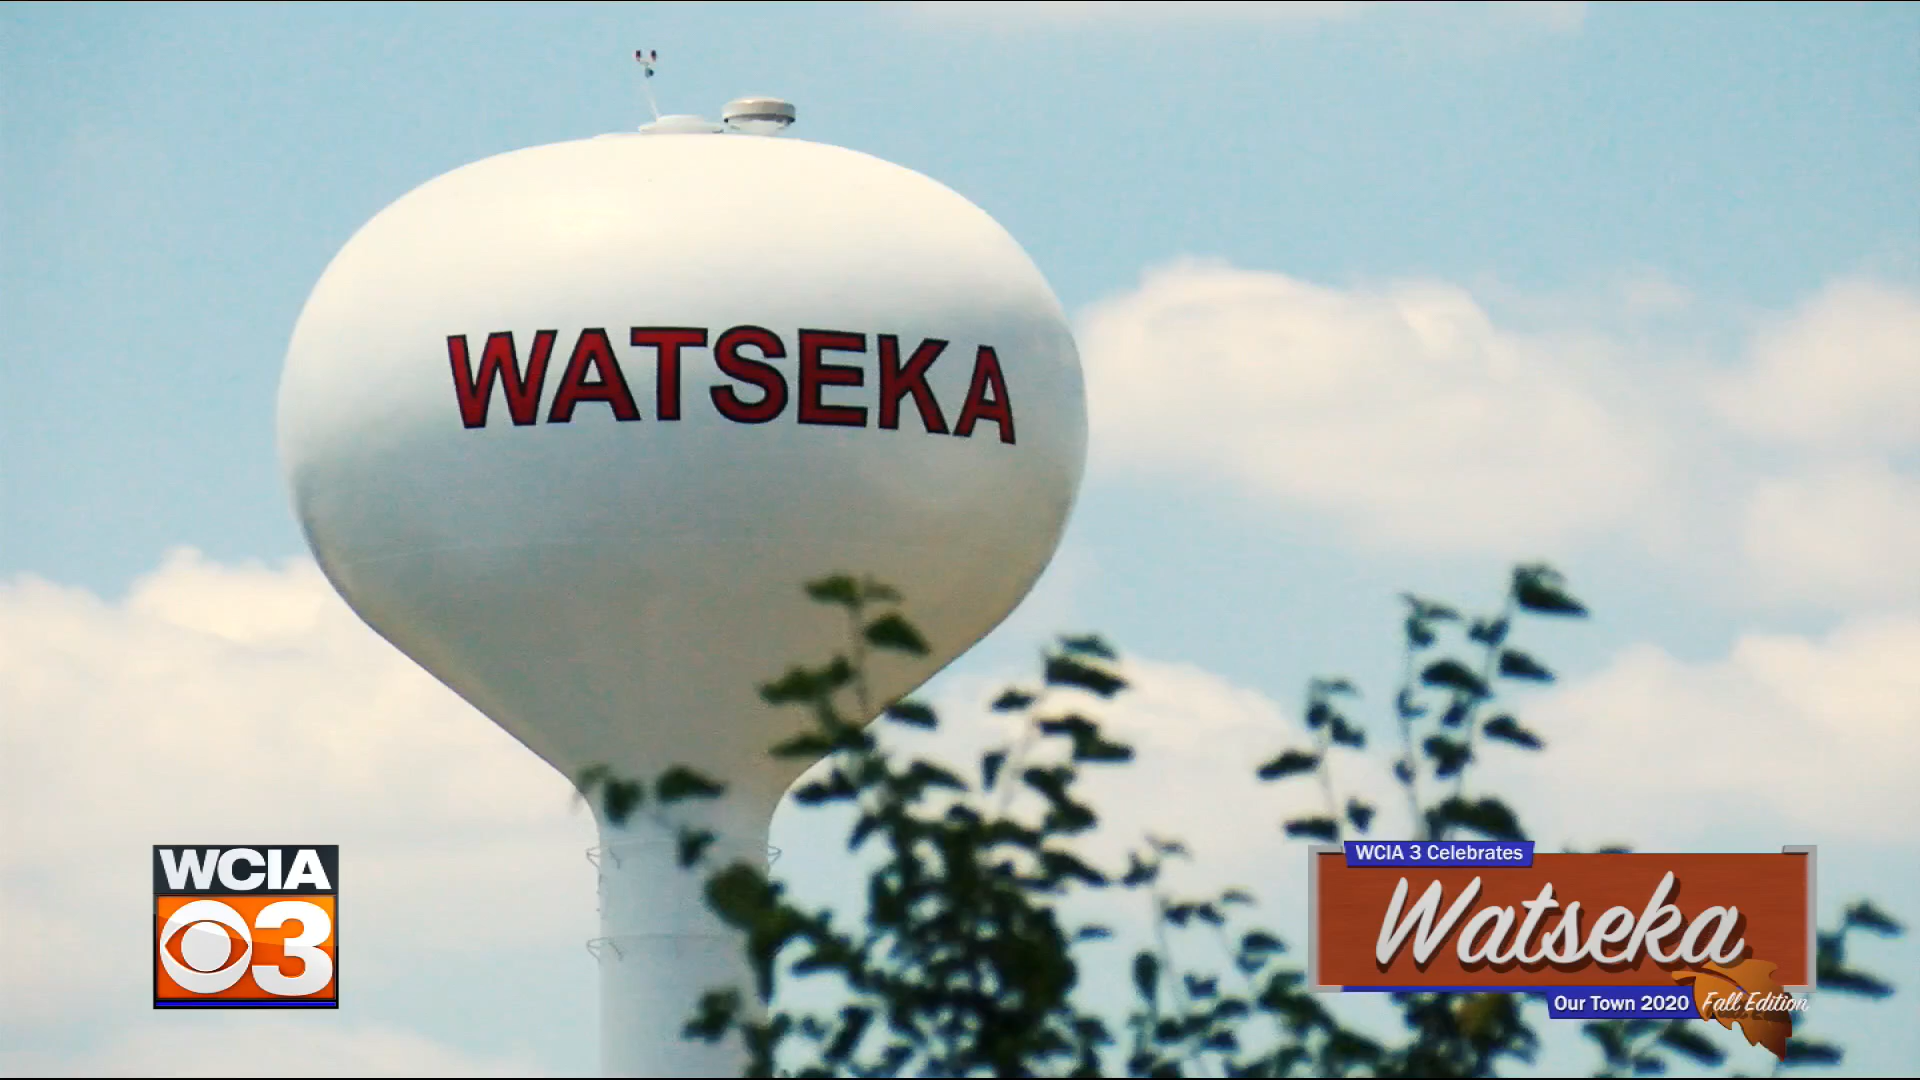 WATSEKA
WCIA
3
WCIA 3 Celebrates
Watseka
Our Town 2020 Fall Edition